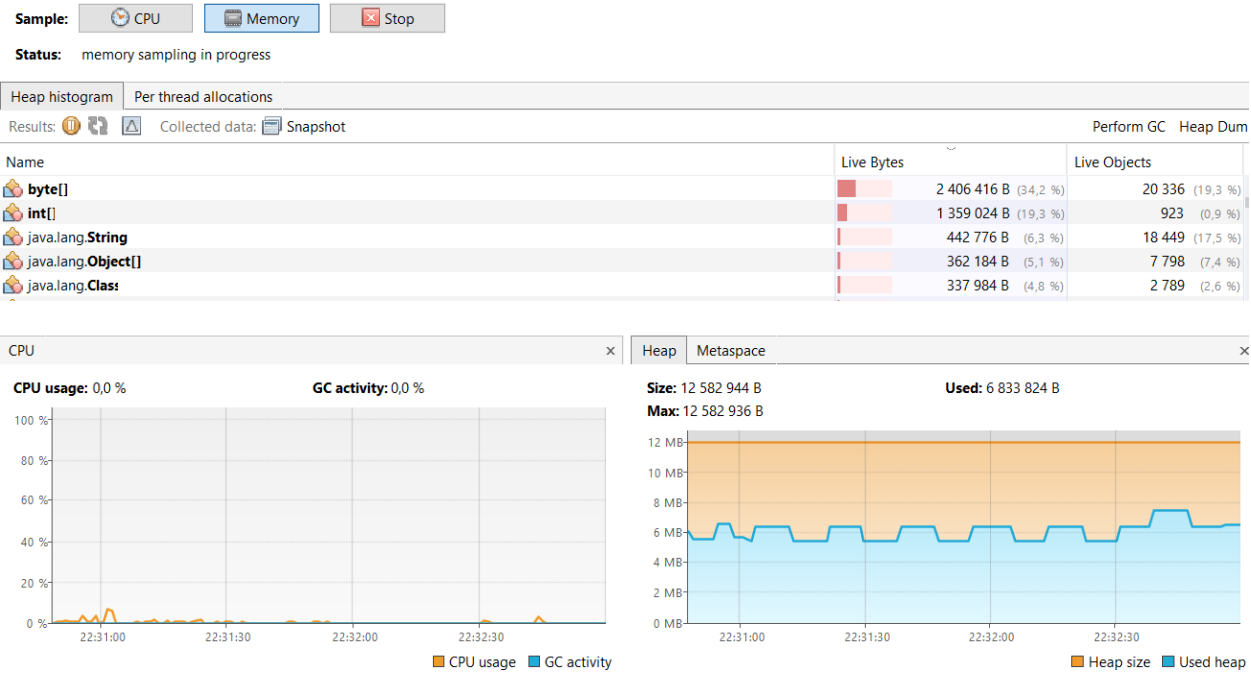 Sample: CPU Memory Stop
Status: memory sampling in progress
Heap histogram Per thread allocations
Results: Collected data: Snapshot Perform GC Heap Dum
Name Live Bytes Live Objects
byte[] 2 406 416 B (34,2 %) 20 336 (19,3 %)
int[] 1 359 024 B (19,3 %) 923 (0,9 %)
java.lang.String 442 776 B (6,3 %) 18 449 (17,5 %)
java.lang.Object[] 362 184 B (5,1 %) 7 798 (7,4 %)
java.lang.Class 337 984 B (4,8 %) 2 789 (2,6 %)
CPU x
CPU usage: 0,0 % GC activity: 0,0 %
100 %
80 %
60 %
40 %
20 %
0 %
22:31:00 22:31:30 22:32:00 22:32:30
CPU usage GC activity
Heap Metaspace x
Size: 12 582 944 B Used: 6 833 824 B
Max: 12 582 936 B
12 MB
10 MB
8 MB
6 MB
4 MB
2 MB
0 MB
22:31:00 22:31:30 22:32:00 22:32:30
Heap size Used heap